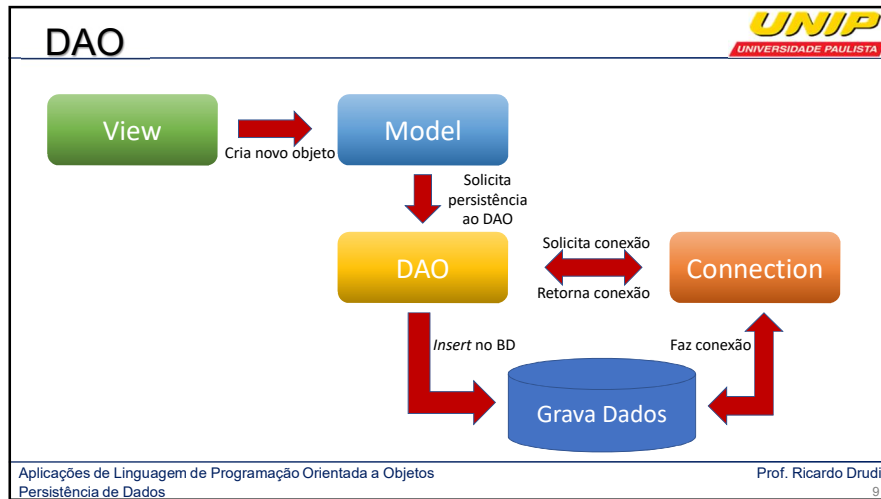 DAO
UNIP
UNIVERSIDADE PAULISTA
View
Cria novo objeto
Model
Solicita
persistência
ao DAO
DAO
Solicita conexão
Retorna conexão
Connection
Insert no BD
Faz conexão
Grava Dados
Aplicações de Linguagem de Programação Orientada a Objetos
Persistência de Dados
Prof. Ricardo Drudi
9